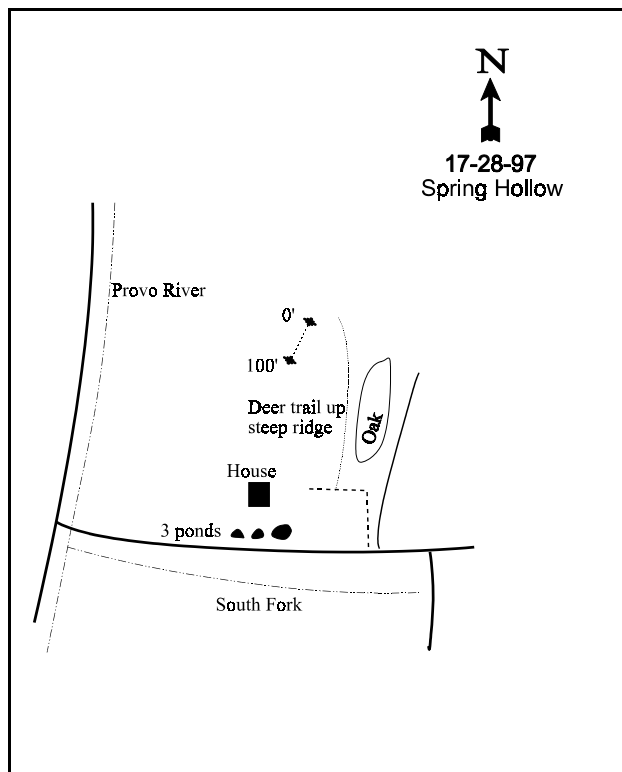 N
17-28-97
Spring Hollow
Provo River
0'
100'
Deer trail up
steep ridge
Oak
House
3 ponds
South Fork